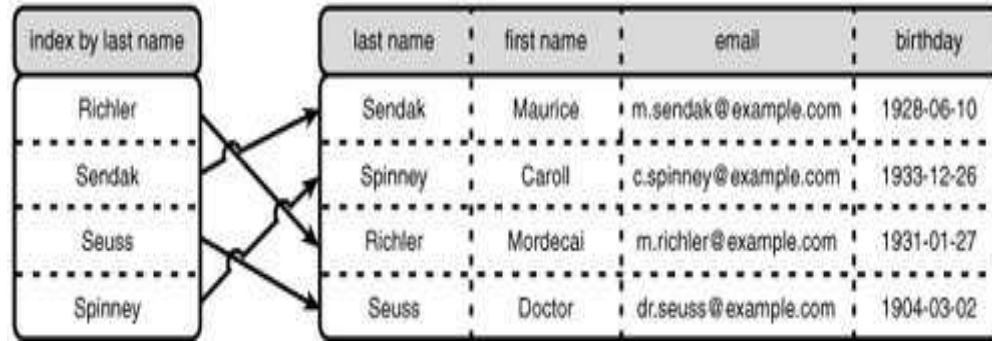 index by last name
Richler
Sendak
Seuss
Spinney
last name first name email birthday
Sendak Maurice m.sendak@example.com 1928-06-10
Spinney Caroll c.spinney@example.com 1933-12-26
Richler Mordecai m.richler@example.com 1931-01-27
Seuss Doctor dr.seuss@example.com 1904-03-02